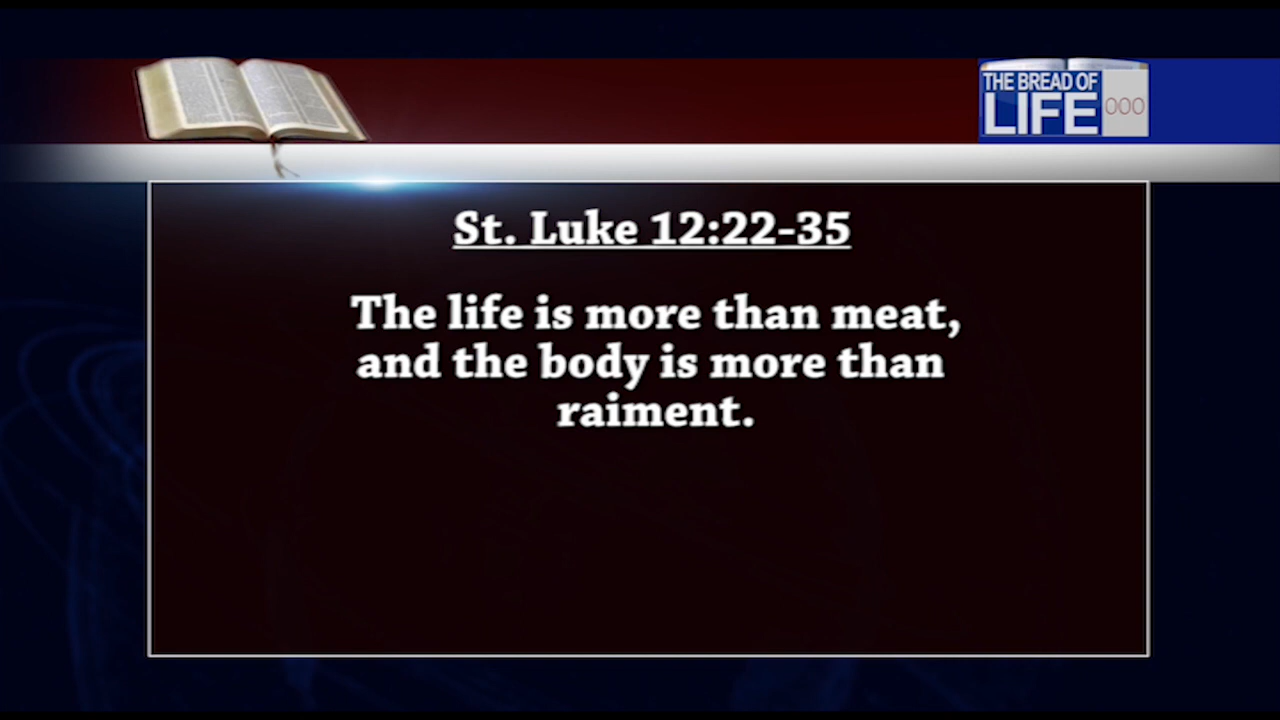 THE BREAD OF
LIFE
000
St. Luke 12:22-35
The life is more than meat,
and the body is more than
raiment.